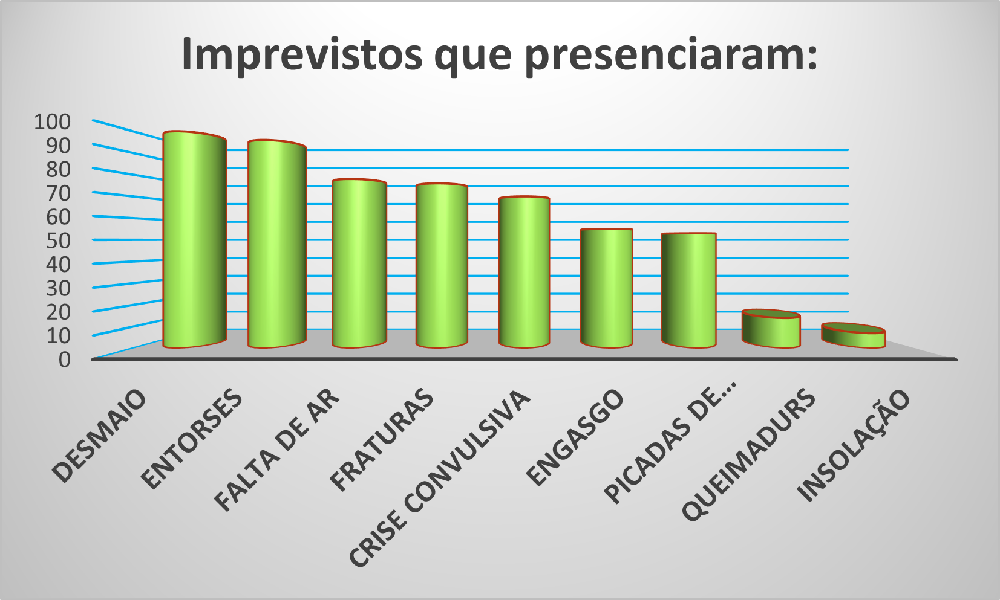 Imprevistos que presenciaram:
100
90
80
70
60
50
40
30
20
10
0
DESMAIO
ENTORSES
FALTA DE AR
FRATURAS
CRISE CONVULSIVA
ENGASGO
PICADAS DE...
QUEIMADURS
INSOLAÇÃO